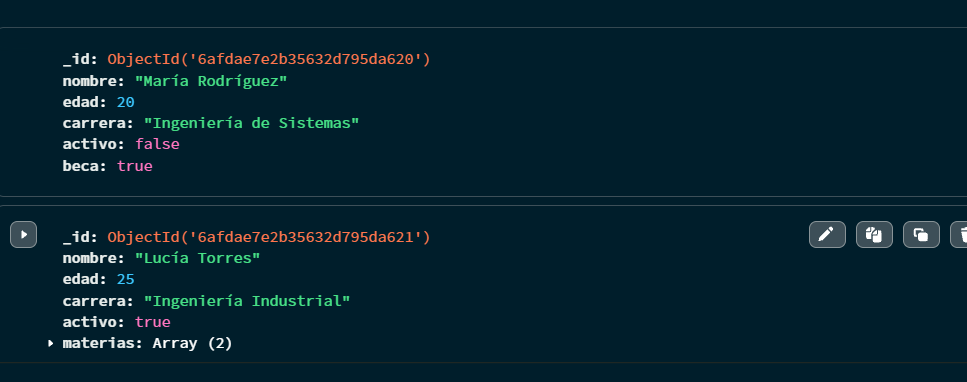 _id: ObjectId('6afdae7e2b35632d795da620')
nombre: "María Rodríguez"
edad: 20
carrera: "Ingeniería de Sistemas"
activo: false
beca: true
_id: ObjectId('6afdae7e2b35632d795da621')
nombre: "Lucía Torres"
edad: 25
carrera: "Ingeniería Industrial"
activo: true
materias: Array (2)